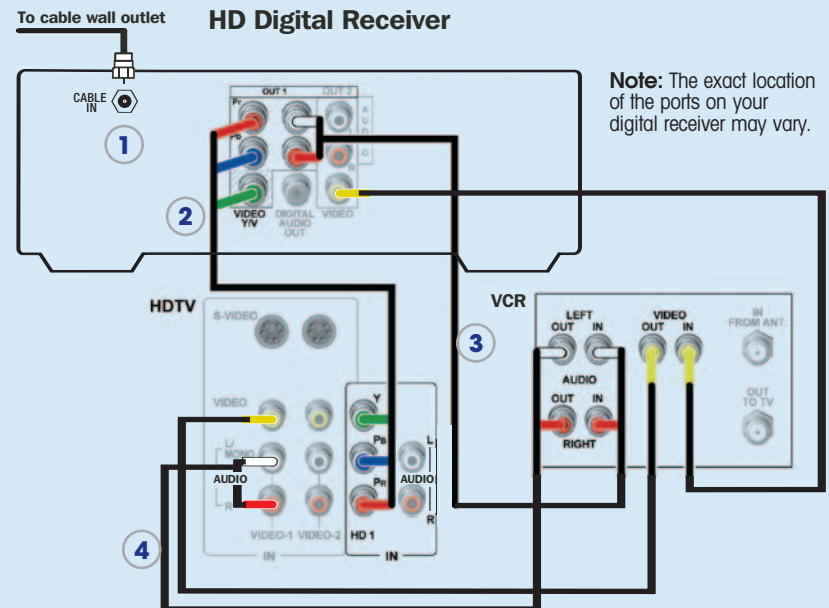 To cable wall outlet
HD Digital Receiver
CABLE
IN
1
OUT 1
OUT 2
Pr
Pb
AUDIO
R
VIDEO
Y/V
DIGITAL
AUDIO
OUT
VIDEO
2
Note: The exact location
of the ports on your
digital receiver may vary.
HDTV
S-VIDEO
VIDEO
L/
MONO
AUDIO
R
VIDEO-1
VIDEO-2
IN
Y
PB
PR
L
AUDIO
R
HD 1
IN
3
4
VCR
LEFT
OUT
IN
AUDIO
OUT
IN
RIGHT
VIDEO
OUT
IN
IN
FROM ANT.
OUT
TO TV